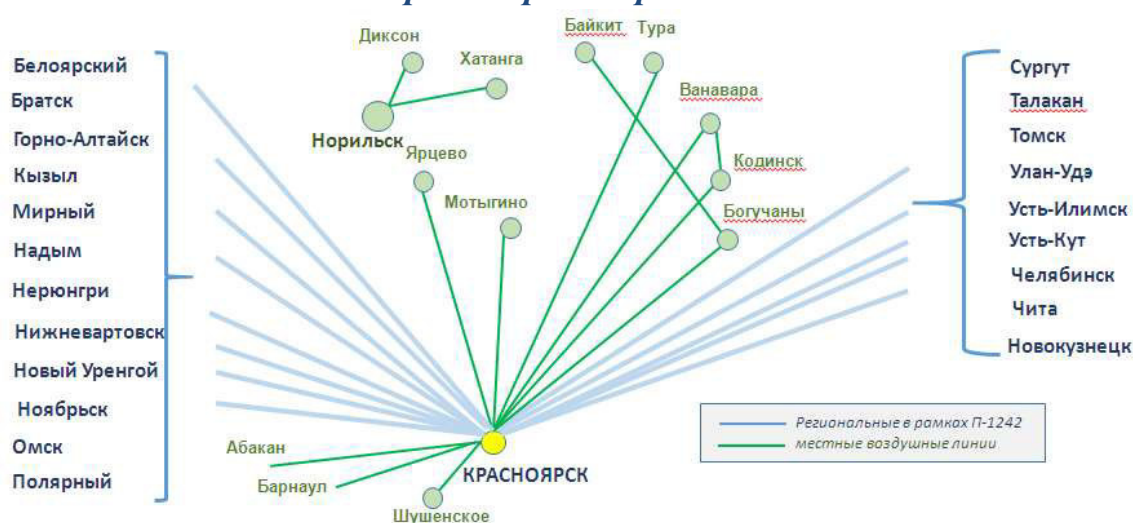 Диксон
Хатанга
Байкит
Тура
Ванавара
Норильск
Ярцево
Мотыгино
Кодинск
Богучаны
Белоярский
Братск
Горно-Алтайск
Кызыл
Мирный
Надым
Нерюнгри
Нижневартовск
Новый Уренгой
Ноябрьск
Омск
Полярный
Сургут
Талакан
Томск
Улан-Удэ
Усть-Илимск
Усть-Кут
Челябинск
Чита
Новокузнецк
Абакан
Барнаул
Шушенское
КРАСНОЯРСК
Региональные в рамках П-1242
местные воздушные линии